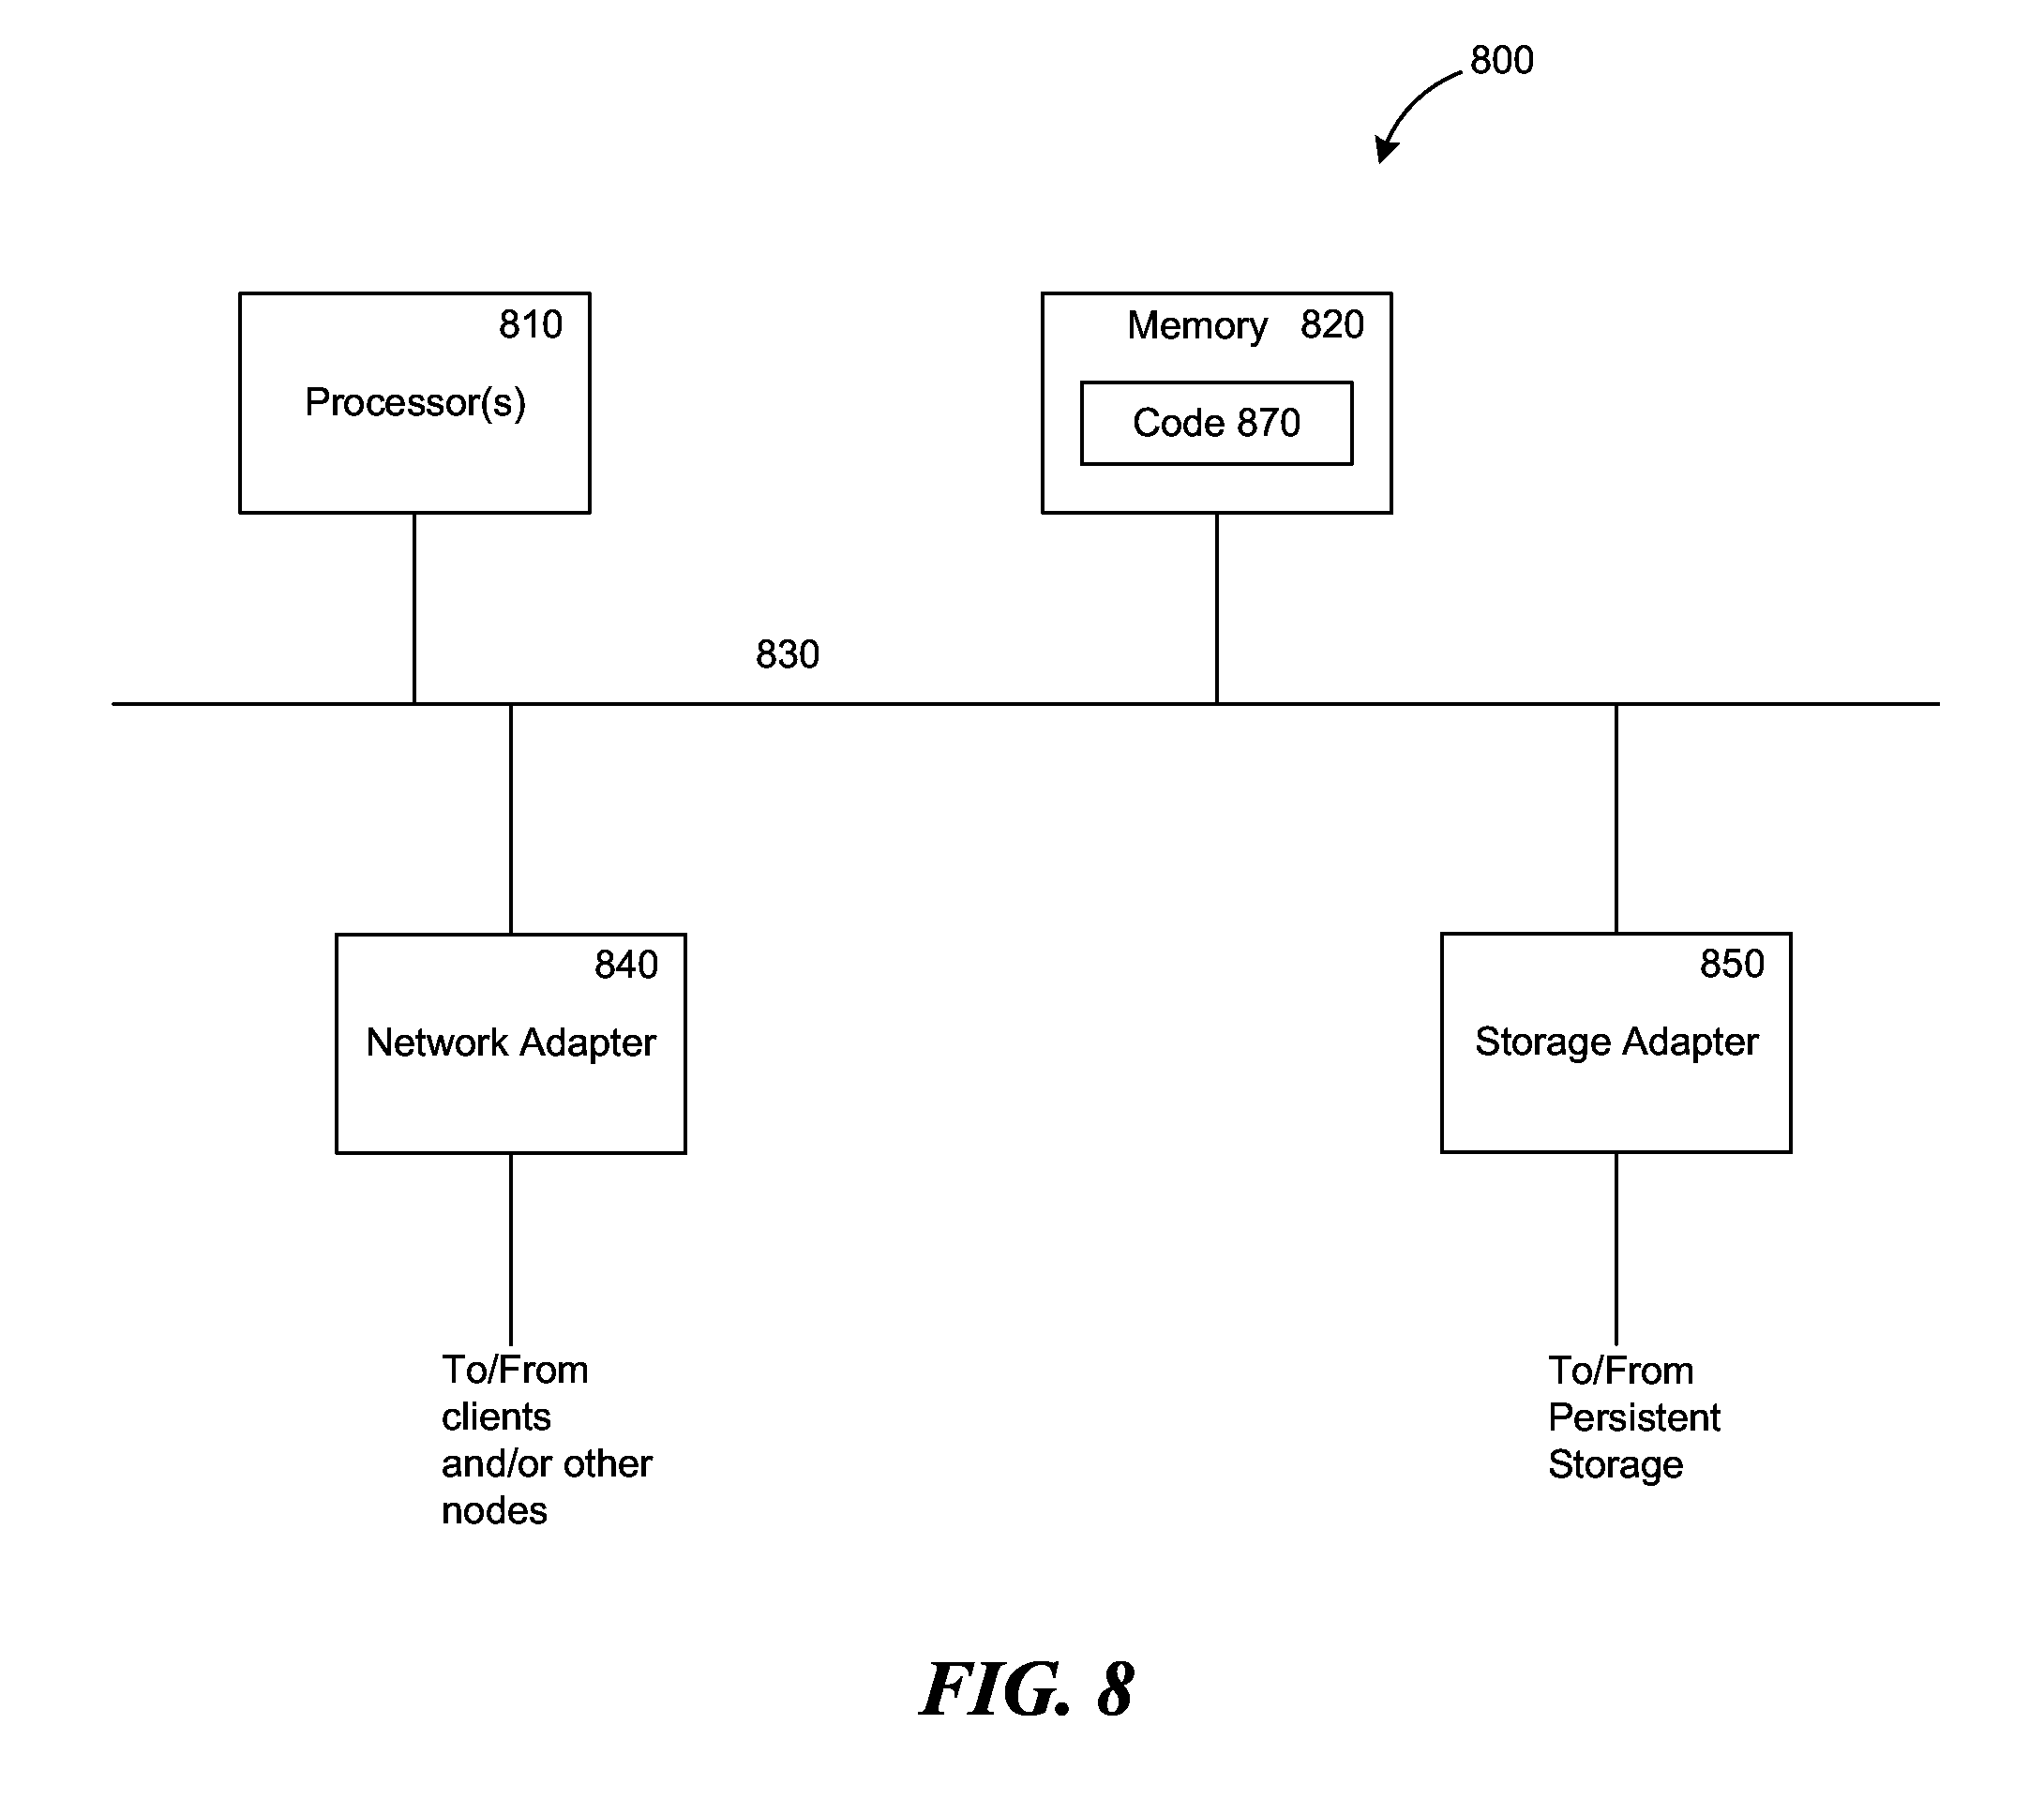 800
810
Processor(s)
Memory 820
Code 870
830
840
Network Adapter
850
Storage Adapter
To/From
clients
and/or other
nodes
To/From
Persistent
Storage
FIG. 8